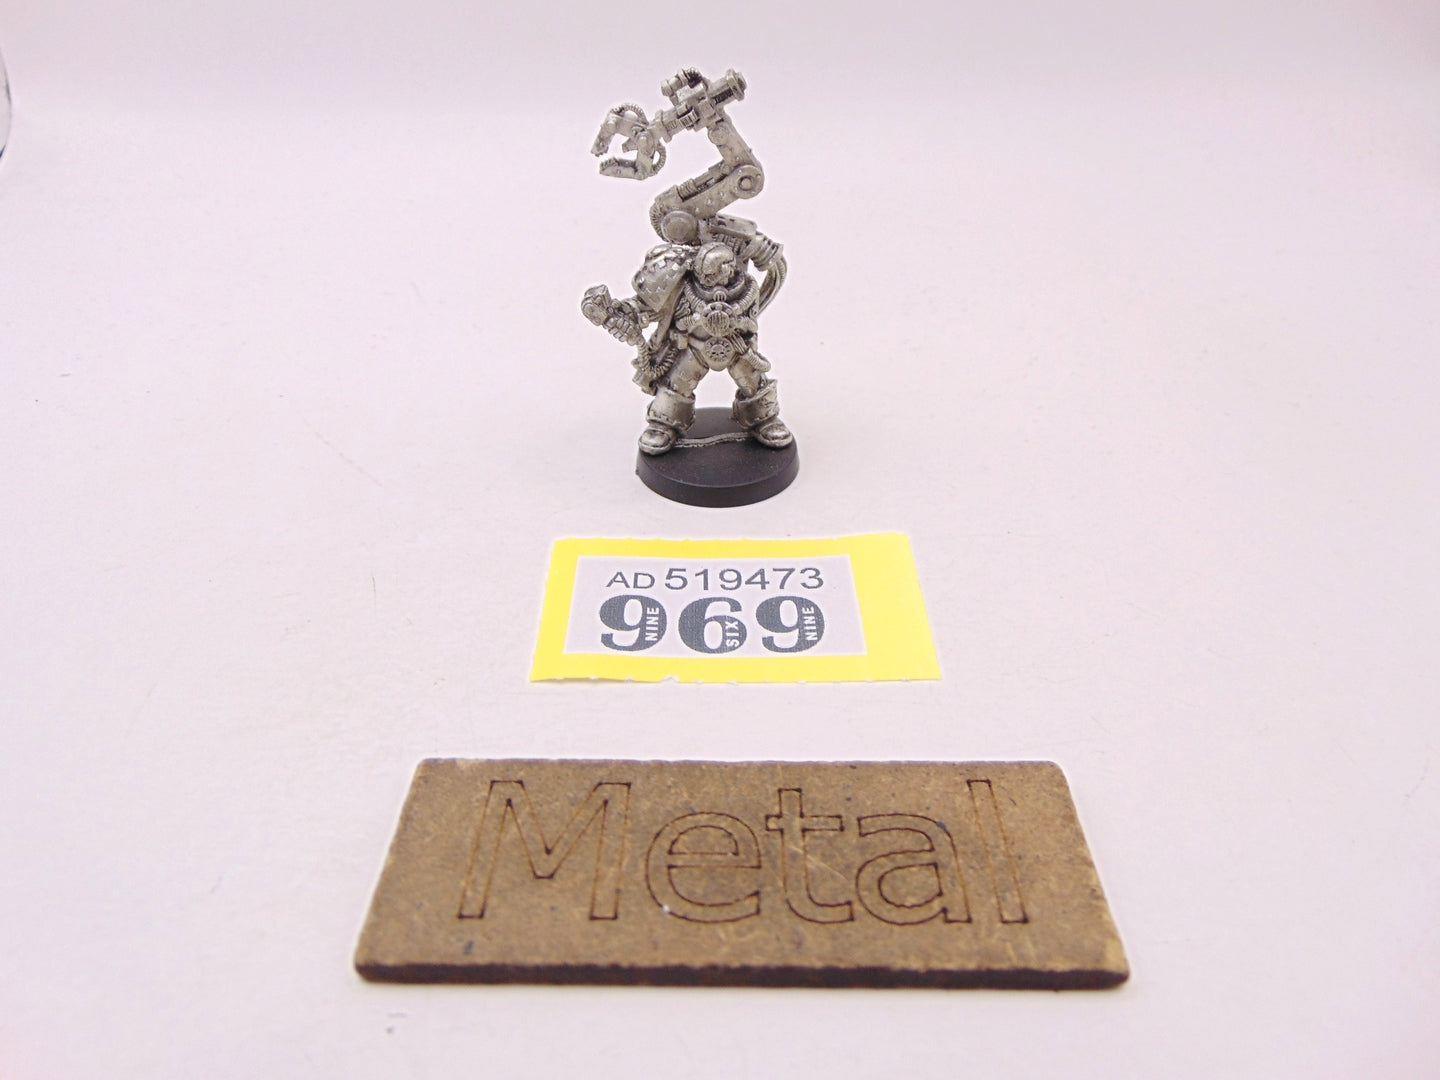 AD 519473
969
NINE SIX NINE
Metal